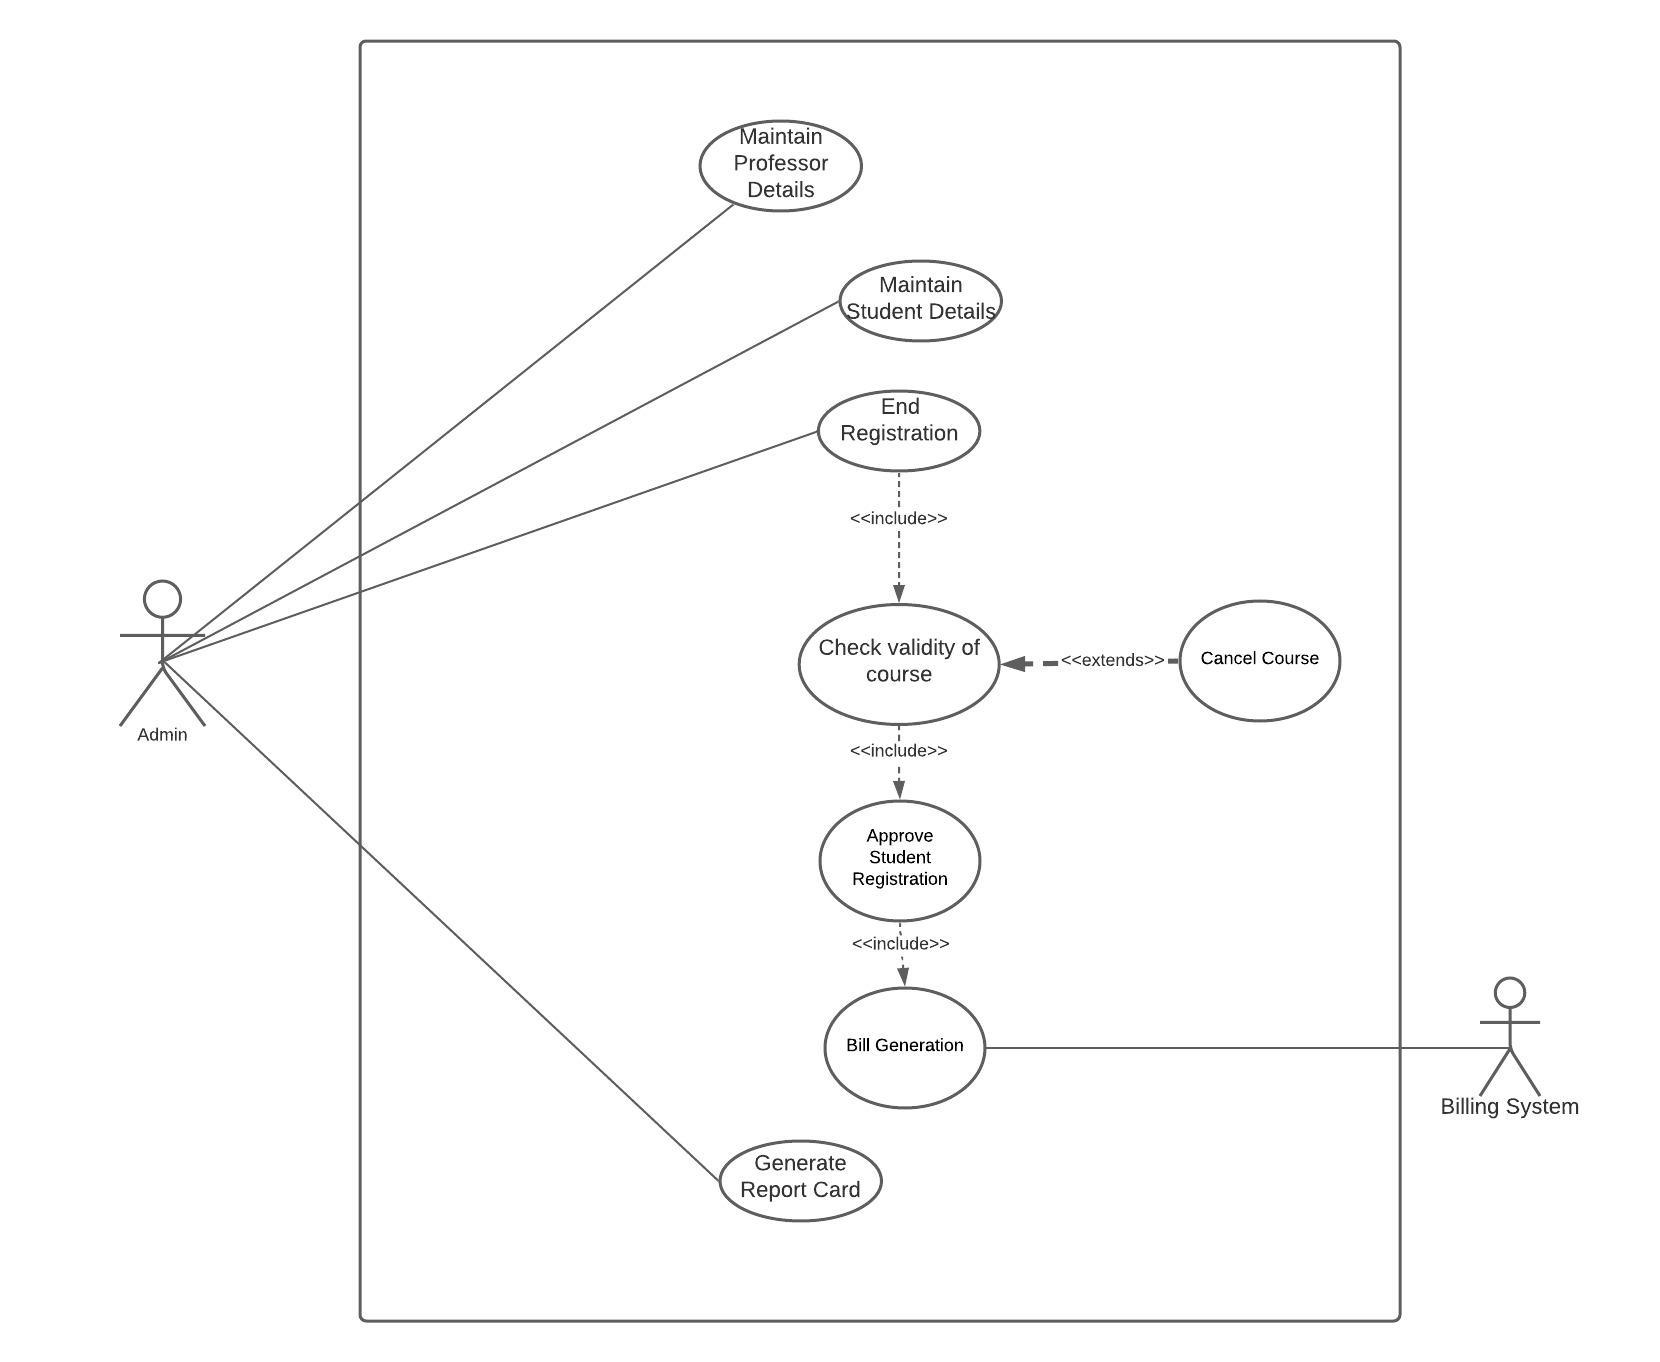 Maintain
Professor
Details
Maintain
Student Details
End
Registration
<<include>>
Check validity of
course
<<extends>>
Cancel Course
Admin
<<include>>
Approve
Student
Registration
<<include>>
Bill Generation
Billing System
Generate
Report Card